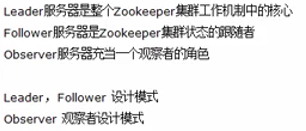 Leader服务器是整个Zookeeper集群工作机制中的核心
Follower服务器是Zookeeper集群状态的跟随者
Observer服务器充当一个观察者的角色
Leader，Follower 设计模式
Observer 观察者设计模式